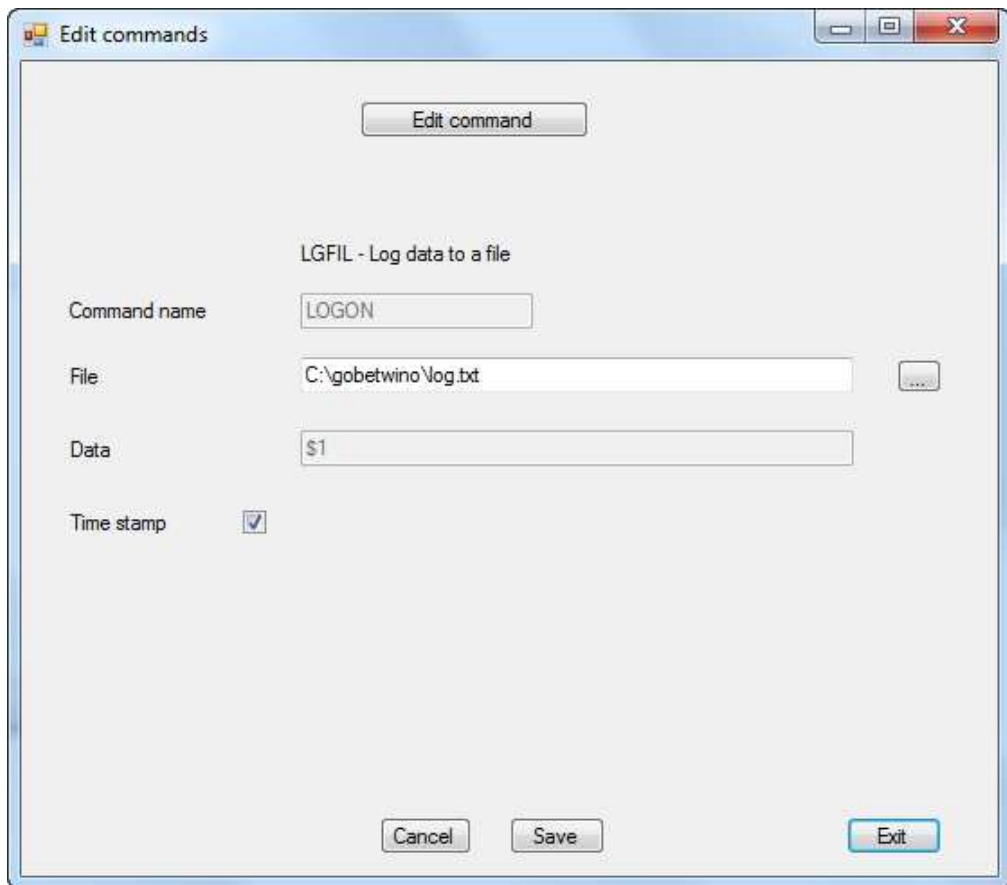 Edit commands
Edit command
LGFIL - Log data to a file
Command name LOGON
File C:\gobetwino\log.txt ...
Data $1
Time stamp
Cancel Save Exit